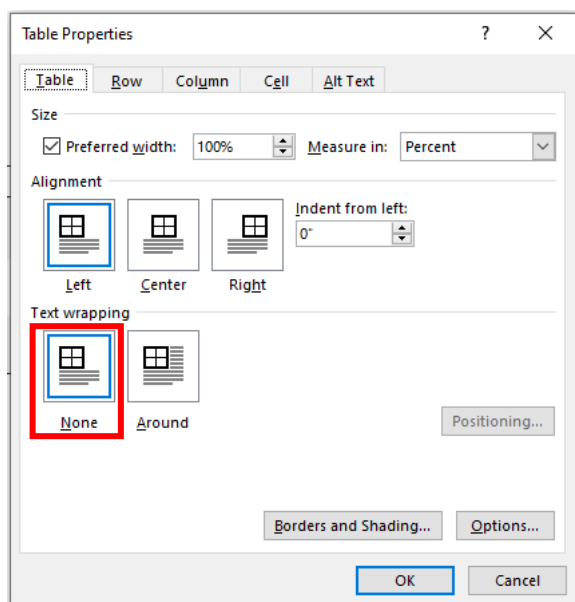 Table Properties ?
Table Row Column Cell Alt Text
Size
Preferred width: 100% Measure in: Percent
Alignment
Indent from left:
0"
Left Center Right
Text wrapping
None Around
Positioning...
Borders and Shading... Options...
OK Cancel